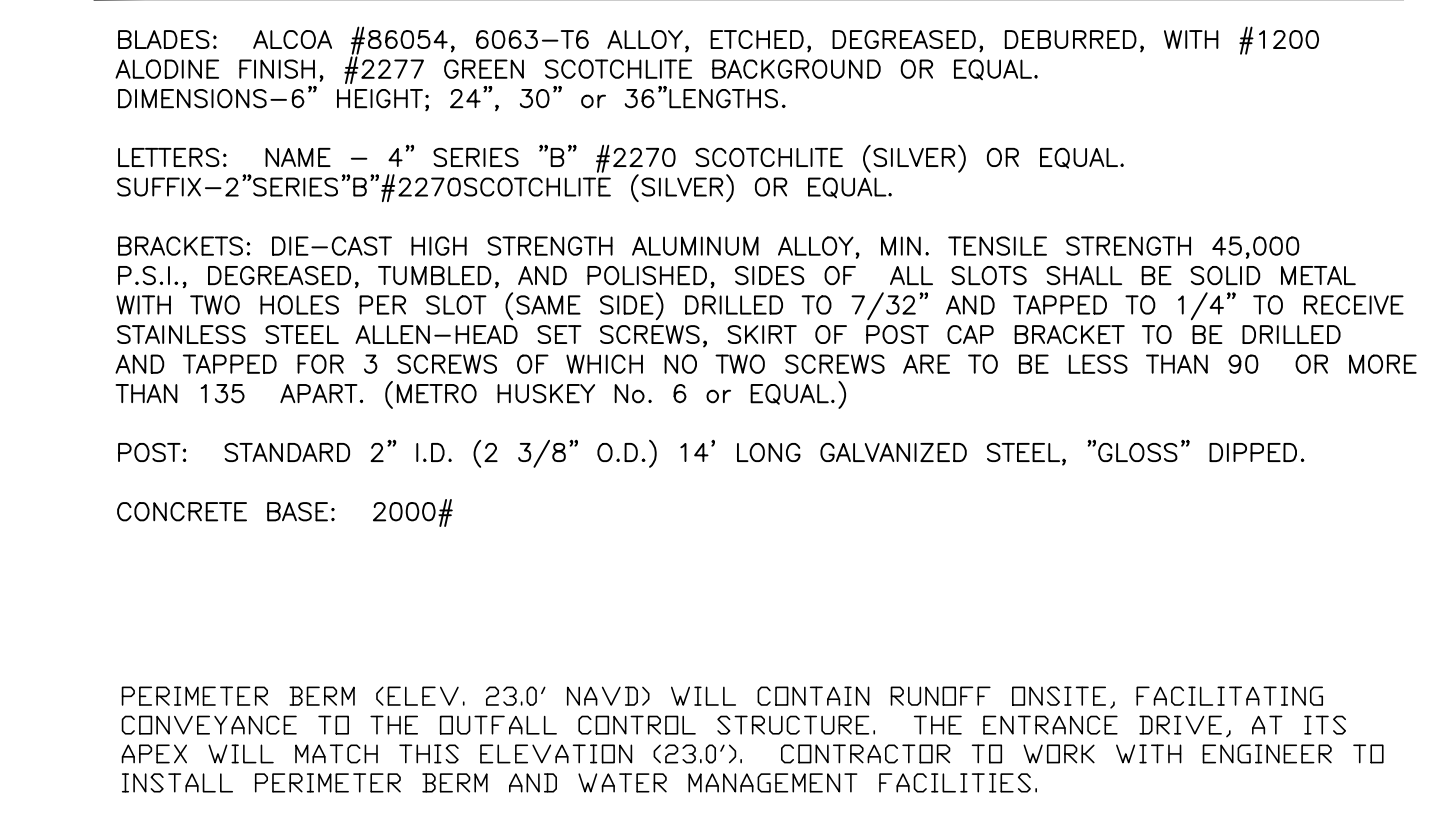 BLADES: ALCOA #86054, 6063-T6 ALLOY, ETCHED, DEGREASED, DEBURRED, WITH #1200
ALODINE FINISH, #2277 GREEN SCOTCHLITE BACKGROUND OR EQUAL.
DIMENSIONS-6” HEIGHT; 24”, 30” or 36”LENGTHS.
LETTERS: NAME - 4” SERIES ”B” #2270 SCOTCHLITE (SILVER) OR EQUAL.
SUFFIX-2”SERIES”B”#2270SCOTCHLITE (SILVER) OR EQUAL.
BRACKETS: DIE-CAST HIGH STRENGTH ALUMINUM ALLOY, MIN. TENSILE STRENGTH 45,000
P.S.I., DEGREASED, TUMBLED, AND POLISHED, SIDES OF ALL SLOTS SHALL BE SOLID METAL
WITH TWO HOLES PER SLOT (SAME SIDE) DRILLED TO 7/32” AND TAPPED TO 1/4” TO RECEIVE
STAINLESS STEEL ALLEN-HEAD SET SCREWS, SKIRT OF POST CAP BRACKET TO BE DRILLED
AND TAPPED FOR 3 SCREWS OF WHICH NO TWO SCREWS ARE TO BE LESS THAN 90 OR MORE
THAN 135 APART. (METRO HUSKEY No. 6 or EQUAL.)
POST: STANDARD 2” I.D. (2 3/8” O.D.) 14’ LONG GALVANIZED STEEL, ”GLOSS” DIPPED.
CONCRETE BASE: 2000#
PERIMETER BERM (ELEV. 23.0' NAVD) WILL CONTAIN RUNOFF ONSITE, FACILITATING
CONVEYANCE TO THE OUTFALL CONTROL STRUCTURE. THE ENTRANCE DRIVE, AT ITS
APEX WILL MATCH THIS ELEVATION (23.0'). CONTRACTOR TO WORK WITH ENGINEER TO
INSTALL PERIMETER BERM AND WATER MANAGEMENT FACILITIES.